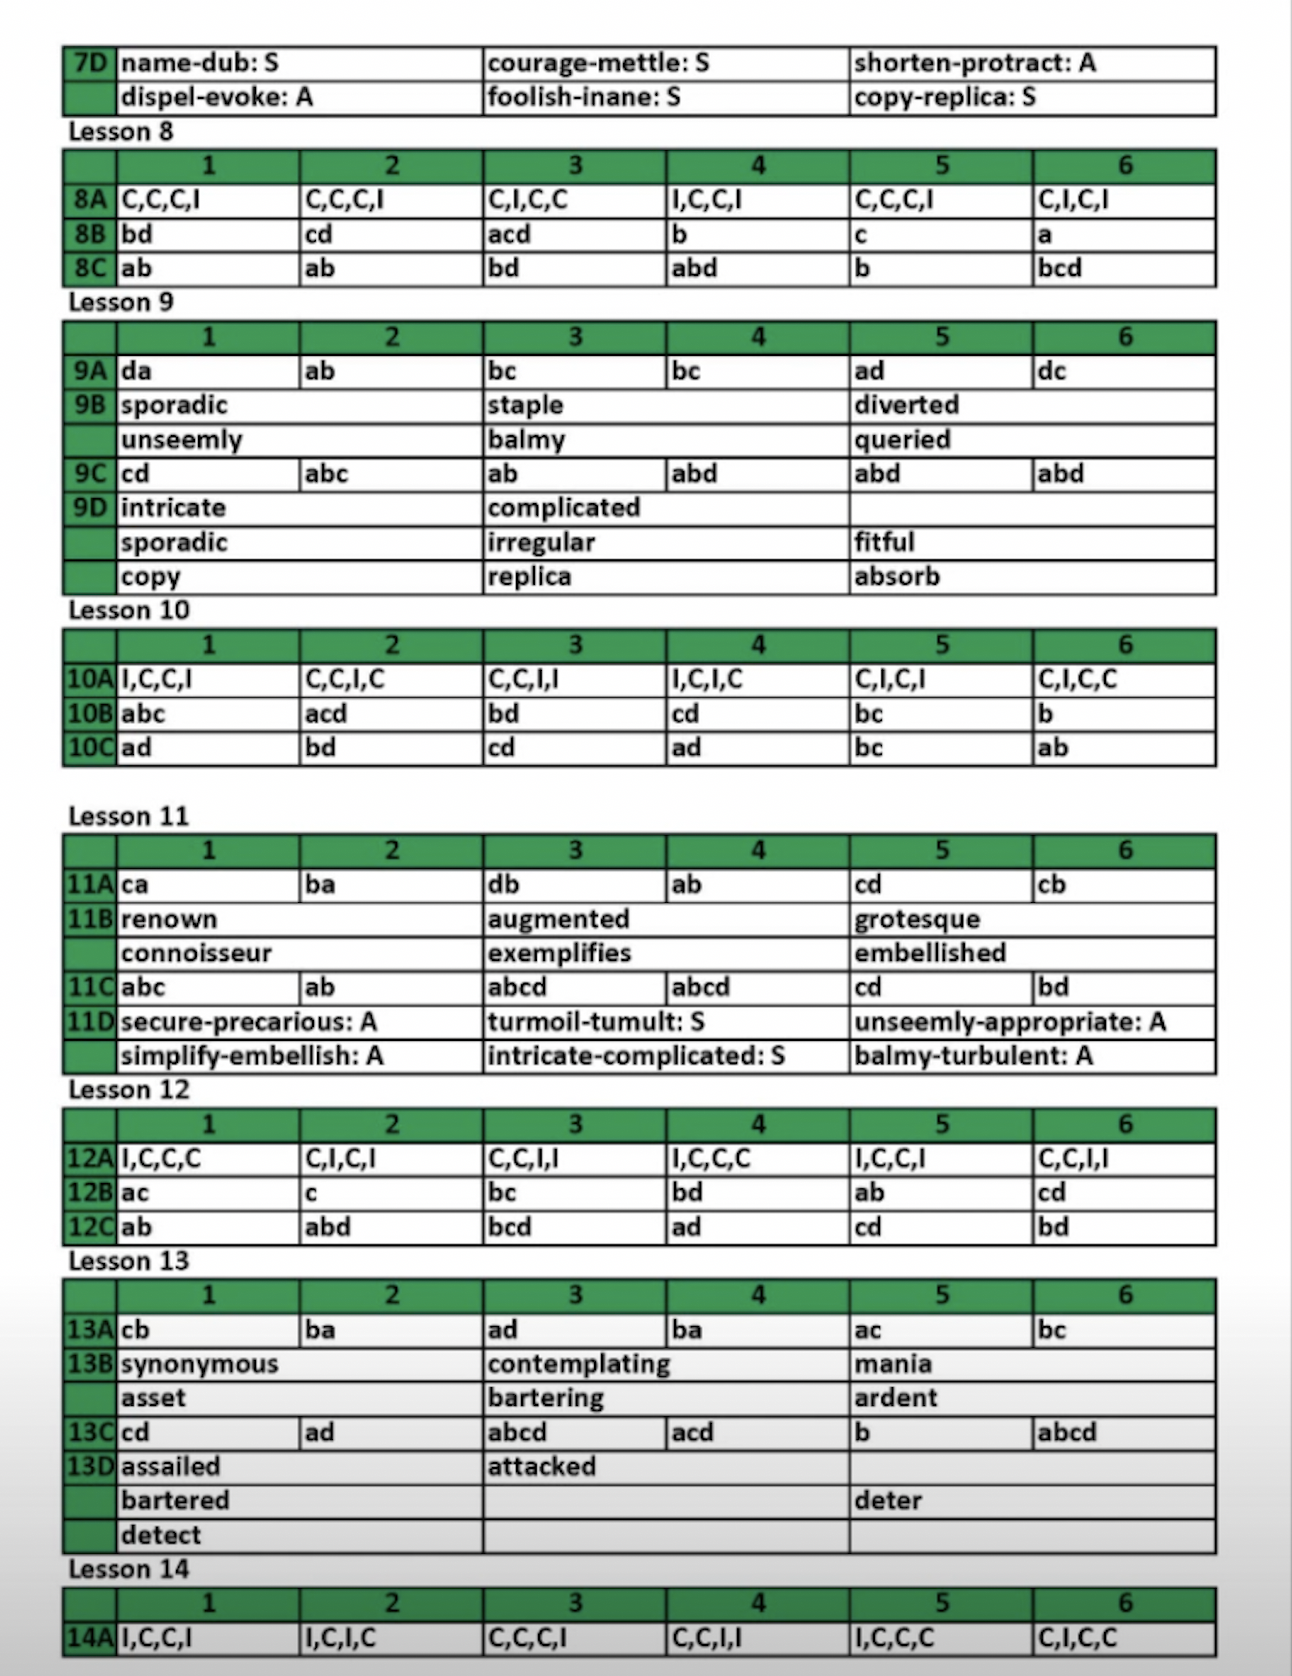 7D name-dub: S courage-mettle: S shorten-protract: A
dispel-evoke: A foolish-inane: S copy-replica: S
Lesson 8
1 2 3 4 5 6
8A C,C,C,I C,C,C,I C,I,C,C I,C,C,I C,C,C,I C,I,C,I
8B bd cd acd b c a
8C ab ab bd abd b bcd
Lesson 9
1 2 3 4 5 6
9A da ab bc bc ad dc
9B sporadic staple diverted
unseemly balmy queried
9C cd abc ab abd abd abd
9D intricate complicated
sporadic irregular fitful
copy replica absorb
Lesson 10
1 2 3 4 5 6
10A I,C,C,I C,C,I,C C,C,I,I I,C,I,C C,I,C,I C,I,C,C
10B abc acd bd cd bc b
10C ad bd cd ad bc ab
Lesson 11
1 2 3 4 5 6
11A ca ba db ab cd cb
11B renown augmented grotesque
connoisseur exemplifies embellished
11C abc ab abcd abcd cd bd
11D secure-precarious: A turmoil-tumult: S unseemly-appropriate: A
simplify-embellish: A intricate-complicated: S balmy-turbulent: A
Lesson 12
1 2 3 4 5 6
12A I,C,C,C C,I,C,I C,C,I,I I,C,C,C I,C,C,I C,C,I,I
12B ac c bc bd ab cd
12C ab abd bcd ad cd bd
Lesson 13
1 2 3 4 5 6
13A cb ba ad ba ac bc
13B synonymous contemplating mania
asset bartering ardent
13C cd ad abcd acd b abcd
13D assailed attacked
bartered deter
detect
Lesson 14
1 2 3 4 5 6
14A I,C,C,I I,C,I,C C,C,C,I C,C,I,I I,C,C,C C,I,C,C